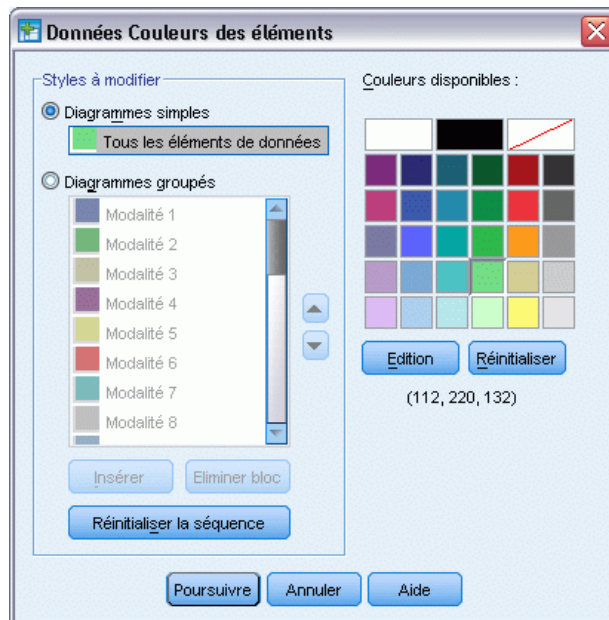 Données Couleurs des éléments
Styles à modifier
Diagrammes simples
Tous les éléments de données
Diagrammes groupés
Modalité 1
Modalité 2
Modalité 3
Modalité 4
Modalité 5
Modalité 6
Modalité 7
Modalité 8
Insérer
Eliminer bloc
Réinitialiser la séquence
Couleurs disponibles :
Edition
Réinitialiser
(112, 220, 132)
Poursuivre
Annuler
Aide